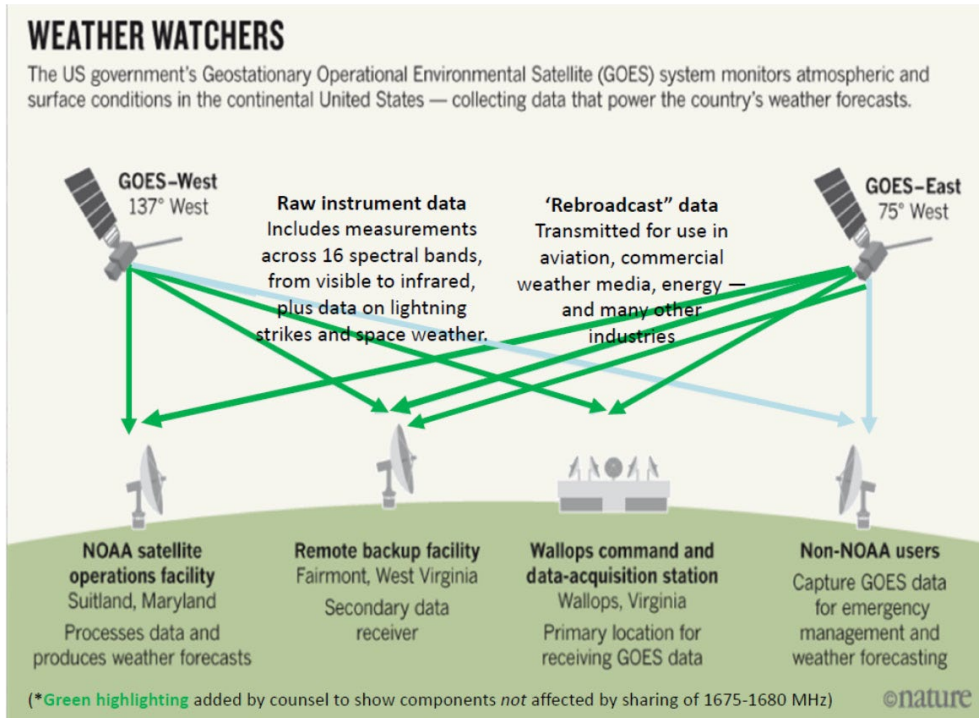 WEATHER WATCHERS
The US government's Geostationary Operational Environmental Satellite (GOES) system monitors atmospheric and
surface conditions in the continental United States — collecting data that power the country's weather forecasts.
GOES–West
137° West
Raw instrument data
Includes measurements
across 16 spectral bands,
from visible to infrared,
plus data on lightning
strikes and space weather.
‘Rebroadcast” data
Transmitted for use in
aviation, commercial
weather media, energy —
and many other
industries
GOES–East
75° West
NOAA satellite
operations facility
Suitland, Maryland
Processes data and
produces weather forecasts
Remote backup facility
Fairmont, West Virginia
Secondary data
receiver
Wallops command and
data-acquisition station
Wallops, Virginia
Primary location for
receiving GOES data
Non-NOAA users
Capture GOES data
for emergency
management and
weather forecasting
(*Green highlighting added by counsel to show components not affected by sharing of 1675-1680 MHz)
©nature